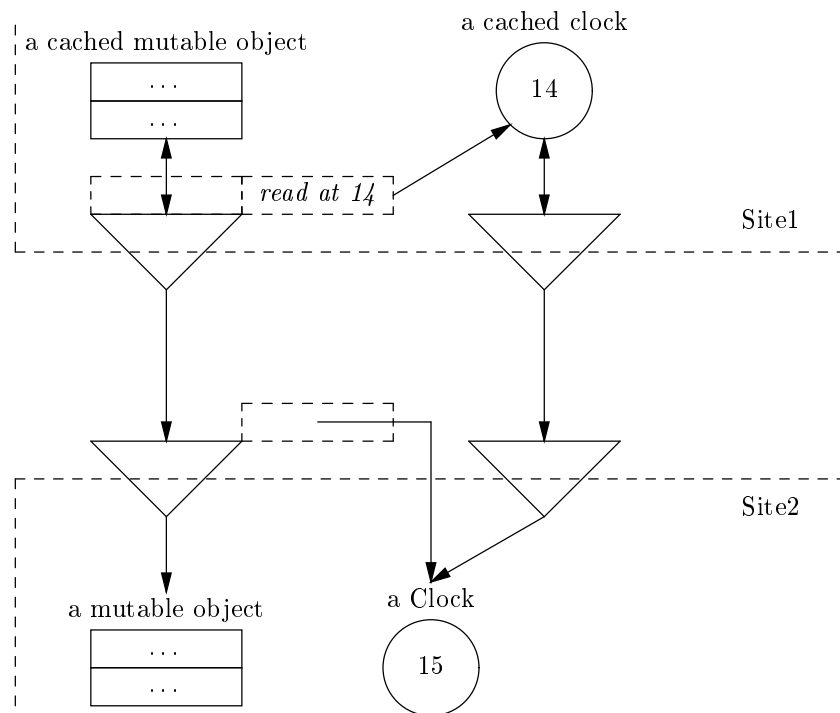 a cached clock
a cached mutable object
...
...
14
read at 14
Site1
Site2
a mutable object
a Clock
...
...
15